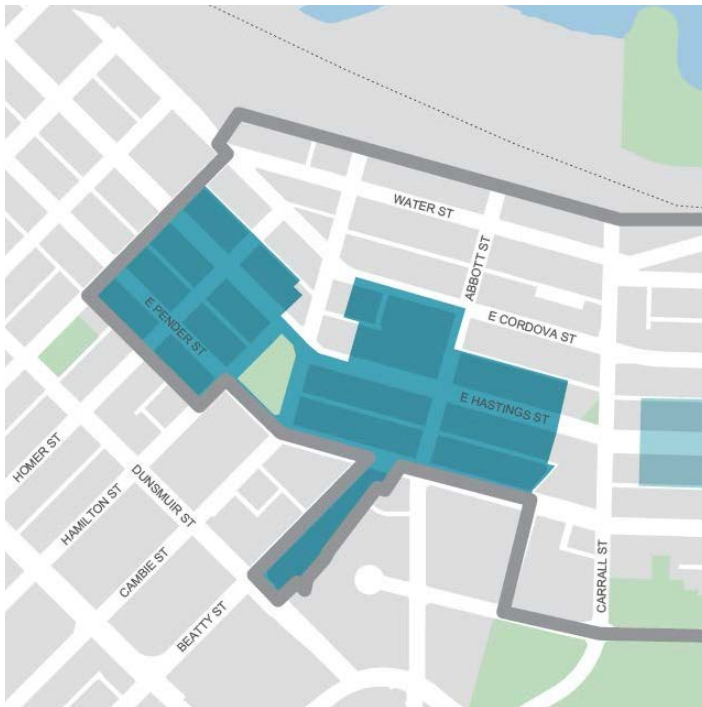 WATER ST
ABBOTT ST
E CORDOVA ST
E PENDER ST
E HASTINGS ST
HOMER ST
DUNSMUIR ST
HAMILTON ST
CAMBIE ST
BEATTY ST
CARRALL ST